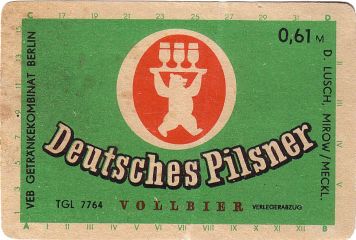 VEB GETRÄNKEKOMBINAT BERLIN
0,61 M
D. LUSCH, MIROW/MECKL.
Deutsches Pilsner
TGL 7764 VOLLBIER VERLEGERABZUG